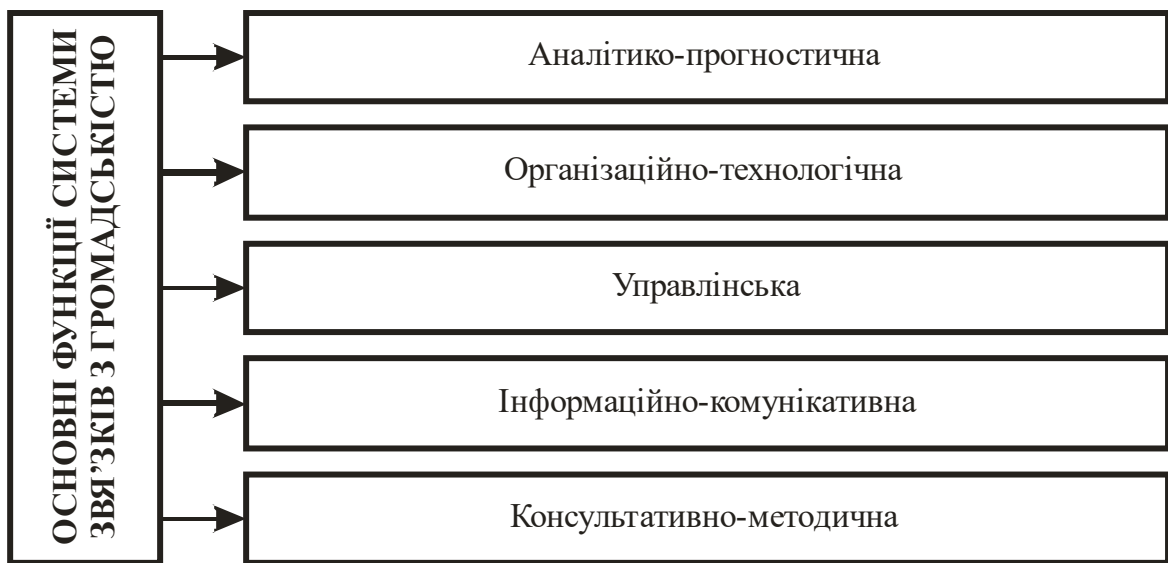 ОСНОВНІ ФУНКЦІЇ СИСТЕМИ
ЗВЯ’ЗКІВ З ГРОМАДСЬКІСТЮ
Аналітико-прогностична
Організаційно-технологічна
Управлінська
Інформаційно-комунікативна
Консультативно-методична